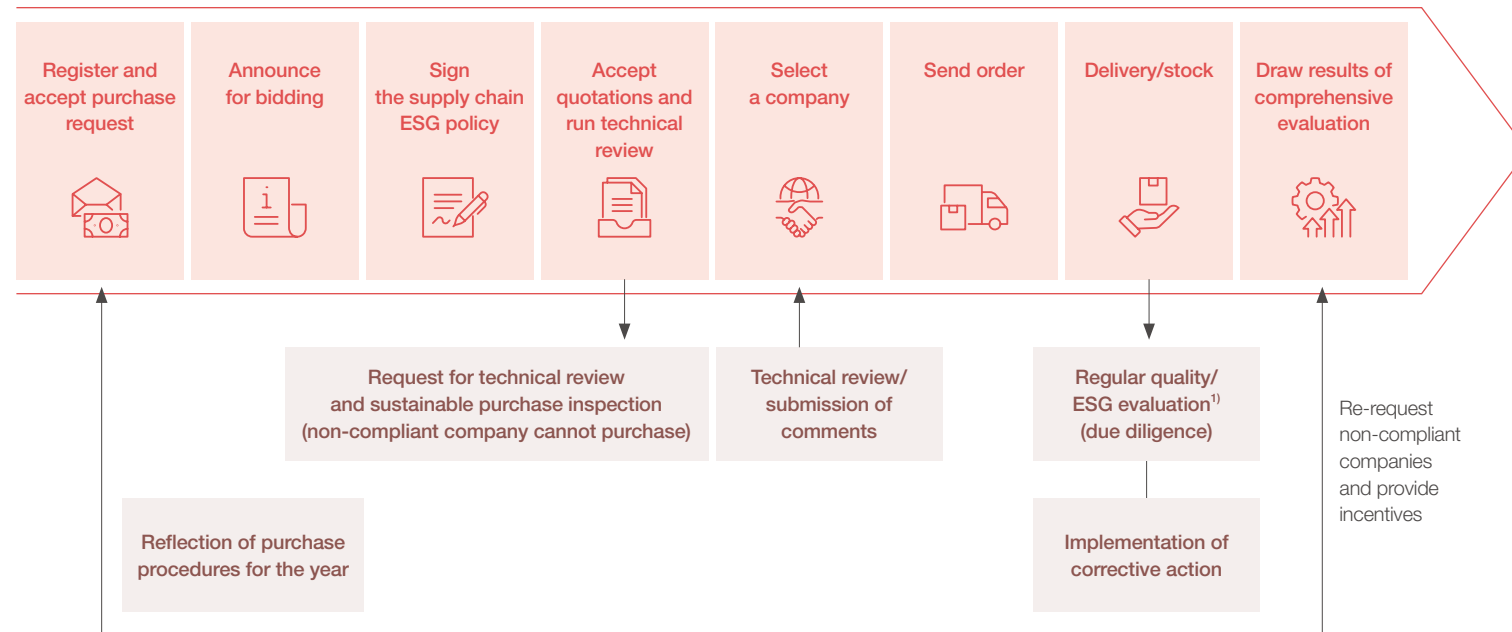 Register and
accept purchase
request
Announce
for bidding
Sign
the supply chain
ESG policy
Accept
quotations and
run technical
review
Select
a company
Send order
Delivery/stock
Draw results of
comprehensive
evaluation
i
Request for technical review
and sustainable purchase inspection
(non-compliant company cannot purchase)
Technical review/
submission of
comments
Regular quality/
ESG evaluation¹⁾
(due diligence)
Re-request
non-compliant
companies
and provide
incentives
Reflection of purchase
procedures for the year
Implementation of
corrective action